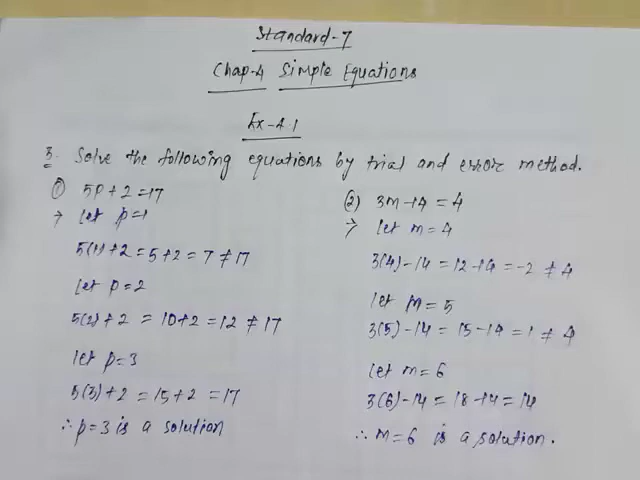 Standard-7
Chap-4 Simple Equations
Ex-4.1
3. Solve the following equations by trial and error method.
① 5p+2=17
→ let p=1
5(1)+2=5+2=7≠17
let p=2
5(2)+2=10+2=12≠17
let p=3
5(3)+2=15+2=17
∴p=3 is a solution
② 3m-14=4
→ let m=4
3(4)-14=12-14=-2≠4
let m=5
3(5)-14=15-14=1≠4
let m=6
3(6)-14=18-14=14
∴m=6 is a solution.